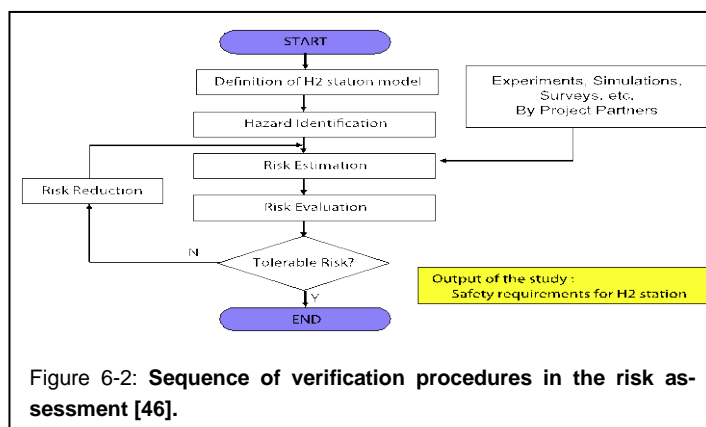 START
Definition of H2 station model
Experiments, Simulations,
Surveys, etc.
By Project Partners
Hazard Identification
Risk Estimation
Risk Reduction
Risk Evaluation
N
Tolerable Risk?
Output of the study :
Safety requirements for H2 station
Y
END
Figure 6-2: Sequence of verification procedures in the risk as-
sessment [46].